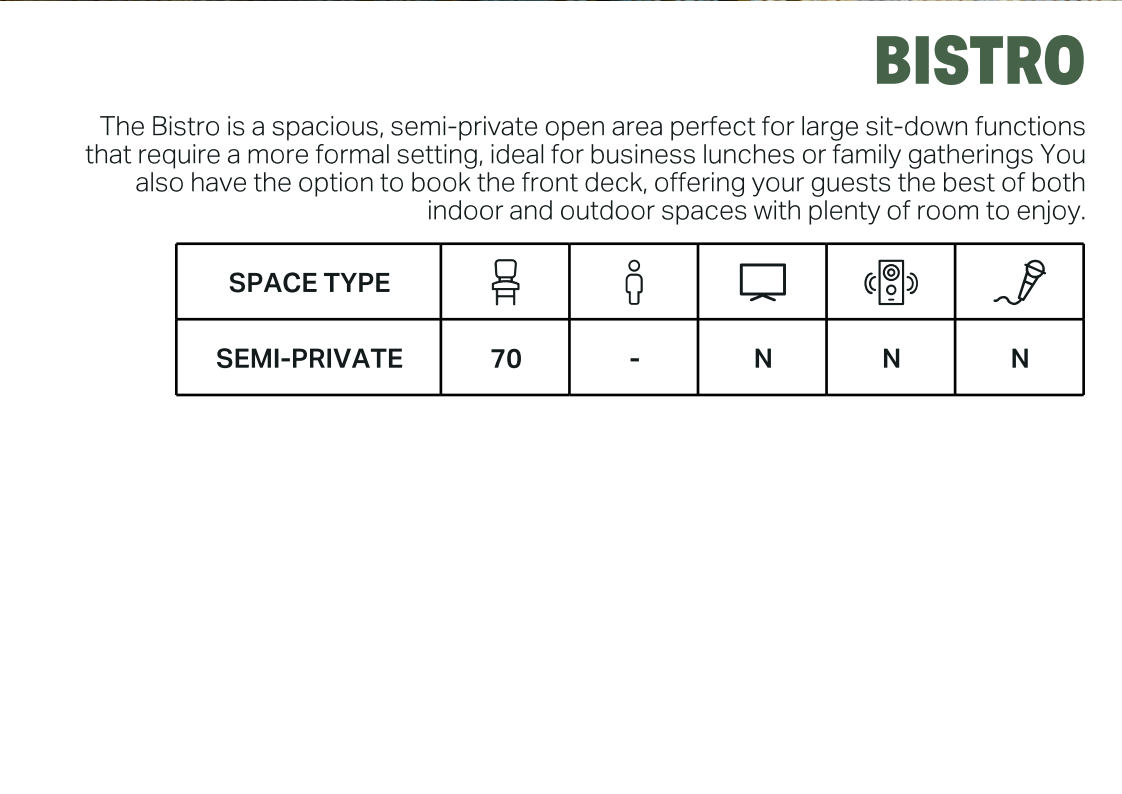 BISTRO
The Bistro is a spacious, semi-private open area perfect for large sit-down functions
that require a more formal setting, ideal for business lunches or family gatherings You
also have the option to book the front deck, offering your guests the best of both
indoor and outdoor spaces with plenty of room to enjoy.
SPACE TYPE
SEMI-PRIVATE 70 - N N N